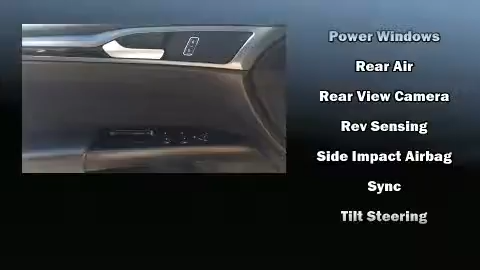 Power Windows
Rear Air
Rear View Camera
Rev Sensing
Side Impact Airbag
Sync
Tilt Steering